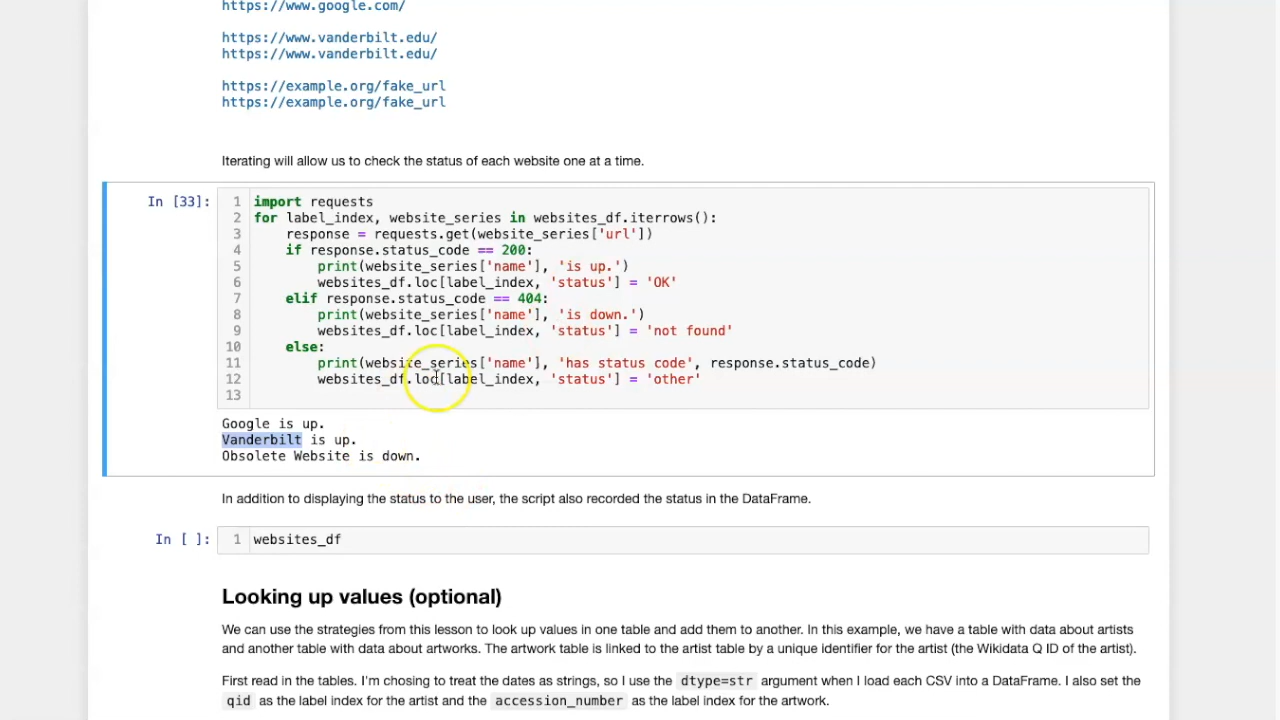 https://www.google.com/
https://www.vanderbilt.edu/
https://www.vanderbilt.edu/
https://example.org/fake_url
https://example.org/fake_url
Iterating will allow us to check the status of each website one at a time.
In [33]:
1 import requests
2 for label_index, website_series in websites_df.iterrows():
3     response = requests.get(website_series['url'])
4     if response.status_code == 200:
5         print(website_series['name'], 'is up.')
6         websites_df.loc[label_index, 'status'] = 'OK'
7     elif response.status_code == 404:
8         print(website_series['name'], 'is down.')
9         websites_df.loc[label_index, 'status'] = 'not found'
10     else:
11         print(website_series['name'], 'has status code', response.status_code)
12         websites_df.loc[label_index, 'status'] = 'other'
13
Google is up.
Vanderbilt is up.
Obsolete Website is down.
In addition to displaying the status to the user, the script also recorded the status in the DataFrame.
In [ ]: 1 websites_df
Looking up values (optional)
We can use the strategies from this lesson to look up values in one table and add them to another. In this example, we have a table with data about artists
and another table with data about artworks. The artwork table is linked to the artist table by a unique identifier for the artist (the Wikidata Q ID of the artist).
First read in the tables. I'm chosing to treat the dates as strings, so I use the dtype=str argument when I load each CSV into a DataFrame. I also set the
qid as the label index for the artist and the accession_number as the label index for the artwork.